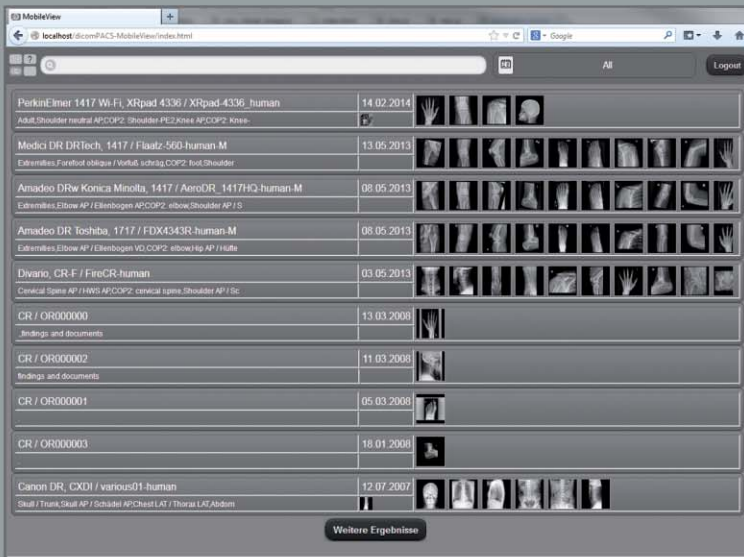 MobileView
localhost/dicomPACS-MobileView/index.html
Google
?
All
Logout
PerkinElmer 1417 Wi-Fi, XRpad 4336 / XRpad-4336_human 14.02.2014
Adult,Shoulder neutral AP,COP2: Shoulder-PE2,Knee AP,COP2: Knee-
Medici DR DRTech, 1417 / Flaatz-560-human-M 13.05.2013
Extremities,Forefoot oblique / Vorfuß schräg,COP2: foot,Shoulder
Amadeo DRw Konica Minolta, 1417 / AeroDR_1417HQ-human-M 08.05.2013
Extremities,Elbow AP / Ellenbogen AP,COP2: elbow,Shoulder AP / S
Amadeo DR Toshiba, 1717 / FDX4343R-human-M 08.05.2013
Extremities,Elbow AP / Ellenbogen VD,COP2: elbow,Hip AP / Hüfte
Divario, CR-F / FireCR-human 03.05.2013
Cervical Spine AP / HWS AP,COP2: cervical spine,Shoulder AP / Sc
CR / OR000000 13.03.2008
,findings and documents
CR / OR000002 11.03.2008
findings and documents
CR / OR000001 05.03.2008
CR / OR000003 18.01.2008
Canon DR, CXDI / various01-human 12.07.2007
Skull / Trunk,Skull AP / Schädel AP,Chest LAT / Thorax LAT,Abdom
Weitere Ergebnisse